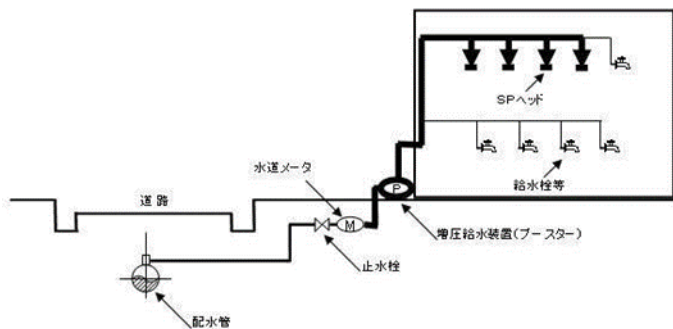 SPヘッド
水道メータ
給水栓等
道路
P
M
増圧給水装置(ブースター)
止水栓
配水管